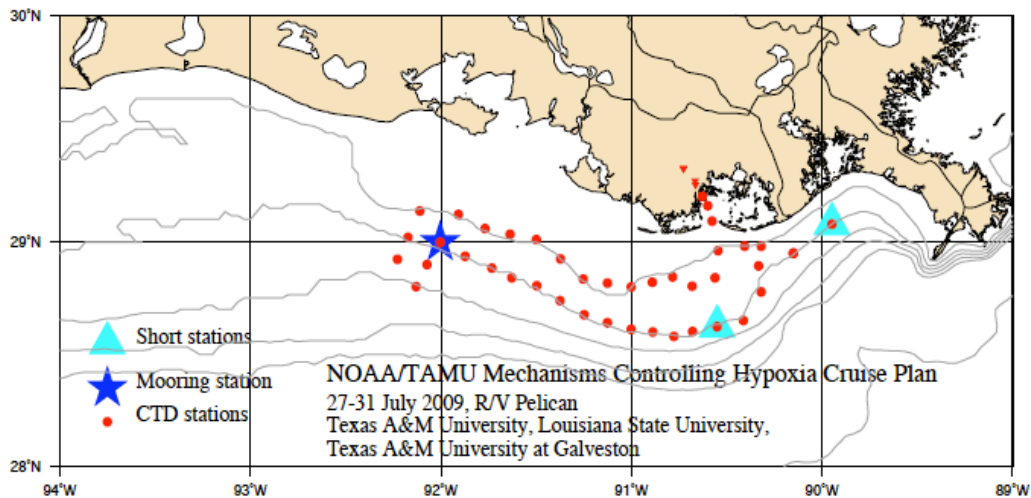 30°N
29°N
28°N
Short stations
Mooring station
CTD stations
NOAA/TAMU Mechanisms Controlling Hypoxia Cruise Plan
27-31 July 2009, R/V Pelican
Texas A&M University, Louisiana State University,
Texas A&M University at Galveston
94°W 93°W 92°W 91°W 90°W 89°W